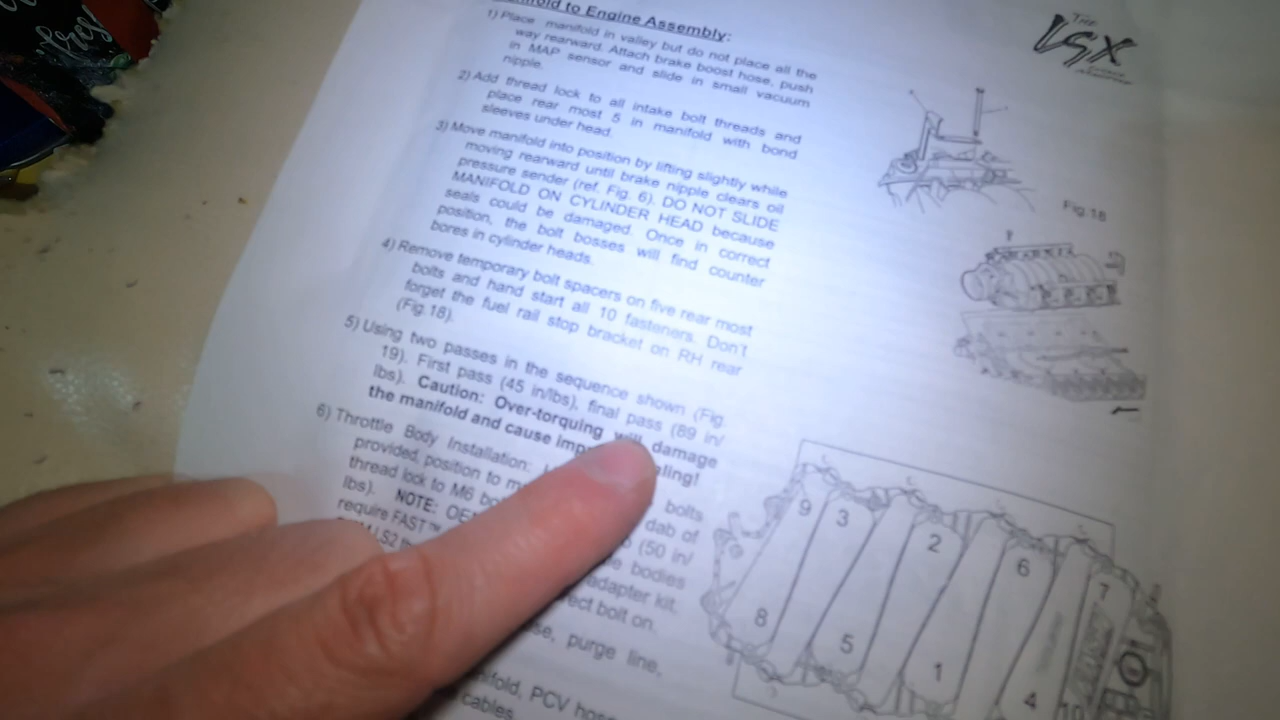 to Engine Assembly:
1) Place manifold in valley but do not place all the
way rearward. Attach brake boost hose, push
in MAP sensor and slide in small vacuum
nipple.
2) Add thread lock to all intake bolt threads and
place rear most 5 in manifold with bond
sleeves under head.
3) Move manifold into position by lifting slightly while
moving rearward until brake nipple clears oil
pressure sender (ref. Fig. 6). DO NOT SLIDE
MANIFOLD ON CYLINDER HEAD because
seals could be damaged. Once in correct
position, the bolt bosses will find counter
bores in cylinder heads.
4) Remove temporary bolt spacers on five rear most
bolts and hand start all 10 fasteners. Don't
forget the fuel rail stop bracket on RH rear
(Fig.18).
5) Using two passes in the sequence shown (Fig
19). First pass (45 in/lbs), final pass (89 in/
lbs). Caution: Over-torquing will damage
the manifold and cause
6) Throttle Body Installation: bolts
provided, position to dab of
thread lock to M6 (50 in/
lbs). NOTE: bodies
require FAST™ adapter kit.
LS2 bolt on.
purge line,
PCV
cables.
THE
LSX
Fig.18
9 3 2 6 7
8 5 1 4 10